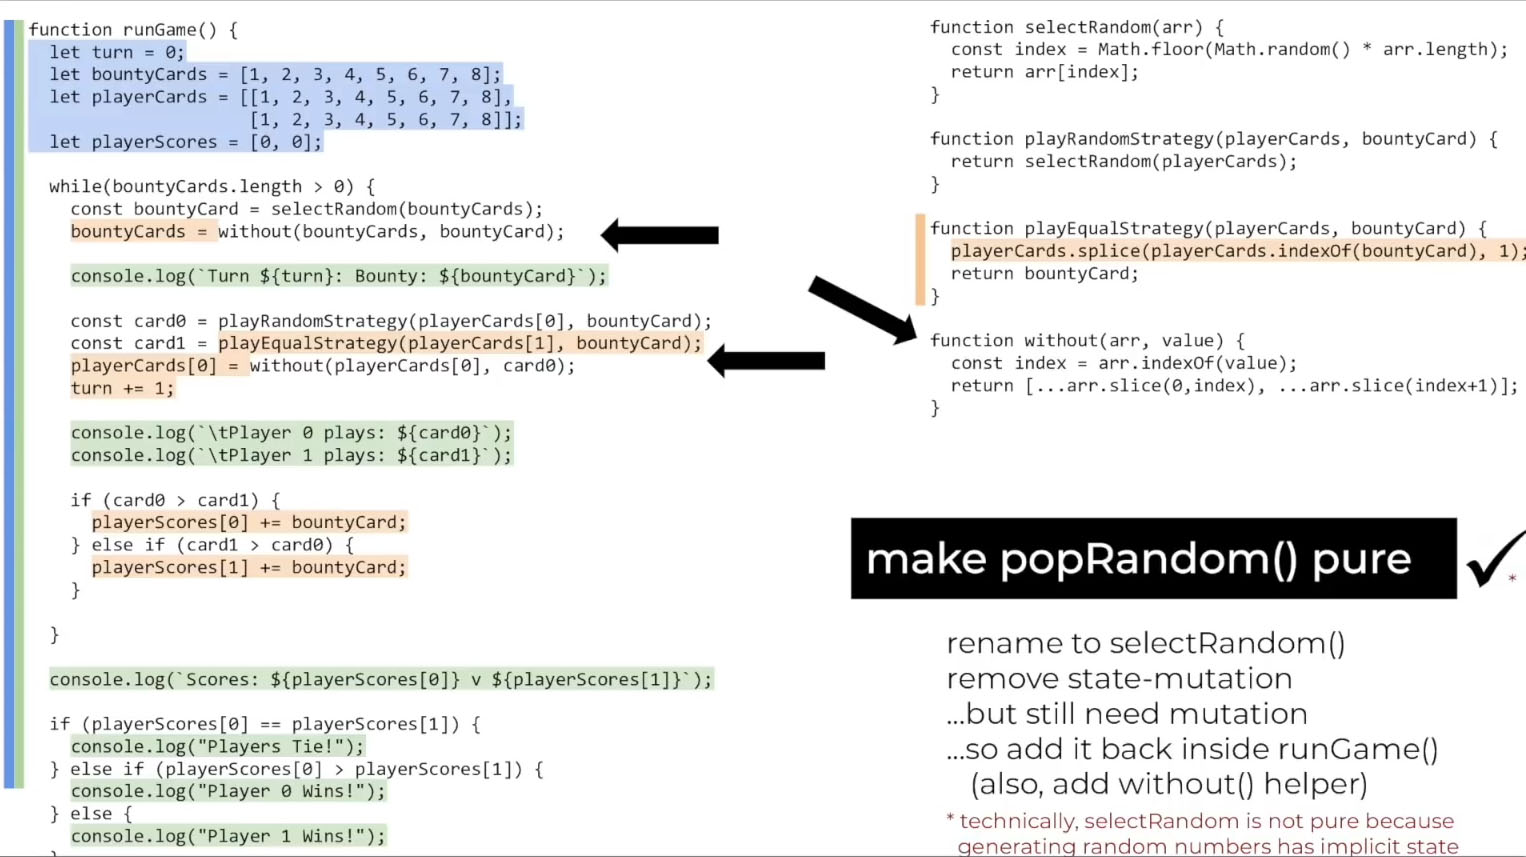 function runGame() {
let turn = 0;
let bountyCards = [1, 2, 3, 4, 5, 6, 7, 8];
let playerCards = [[1, 2, 3, 4, 5, 6, 7, 8],
[1, 2, 3, 4, 5, 6, 7, 8]];
let playerScores = [0, 0];
while(bountyCards.length > 0) {
const bountyCard = selectRandom(bountyCards);
bountyCards = without(bountyCards, bountyCard);
console.log(`Turn ${turn}: Bounty: ${bountyCard}`);
const card0 = playRandomStrategy(playerCards[0], bountyCard);
const card1 = playEqualStrategy(playerCards[1], bountyCard);
playerCards[0] = without(playerCards[0], card0);
turn += 1;
console.log(`\tPlayer 0 plays: ${card0}`);
console.log(`\tPlayer 1 plays: ${card1}`);
if (card0 > card1) {
playerScores[0] += bountyCard;
} else if (card1 > card0) {
playerScores[1] += bountyCard;
}
}
console.log(`Scores: ${playerScores[0]} v ${playerScores[1]}`);
if (playerScores[0] == playerScores[1]) {
console.log("Players Tie!");
} else if (playerScores[0] > playerScores[1]) {
console.log("Player 0 Wins!");
} else {
console.log("Player 1 Wins!");
function selectRandom(arr) {
const index = Math.floor(Math.random() * arr.length);
return arr[index];
}
function playRandomStrategy(playerCards, bountyCard) {
return selectRandom(playerCards);
}
function playEqualStrategy(playerCards, bountyCard) {
playerCards.splice(playerCards.indexOf(bountyCard), 1);
return bountyCard;
}
function without(arr, value) {
const index = arr.indexOf(value);
return [...arr.slice(0,index), ...arr.slice(index+1)];
}
make popRandom() pure
*
rename to selectRandom()
remove state-mutation
...but still need mutation
...so add it back inside runGame()
(also, add without() helper)
* technically, selectRandom is not pure because
generating random numbers has implicit state